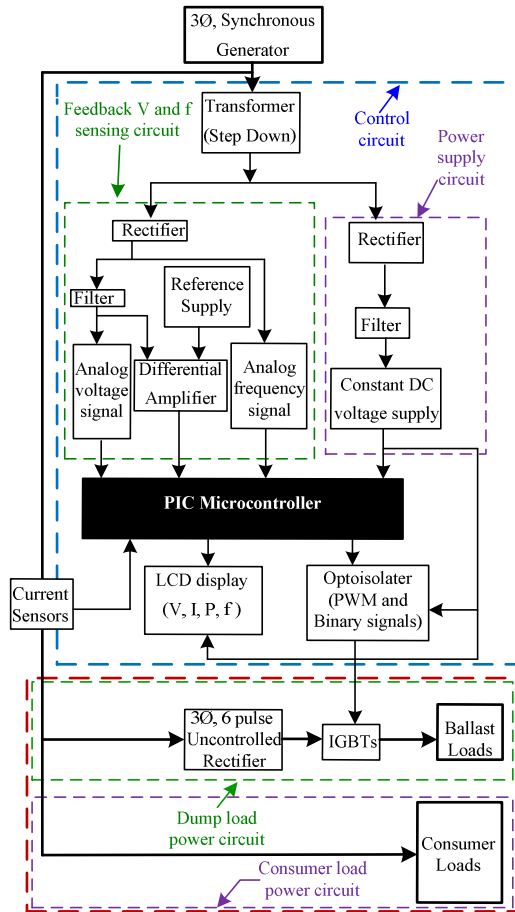 3Ø, Synchronous
Generator
Feedback V and f
sensing circuit
Transformer
(Step Down)
Control
circuit
Power
supply
circuit
Rectifier
Rectifier
Filter
Reference
Supply
Filter
Analog
voltage
signal
Differential
Amplifier
Analog
frequency
signal
Constant DC
voltage supply
PIC Microcontroller
Current
Sensors
LCD display
(V, I, P, f )
Optoisolater
(PWM and
Binary signals)
3Ø, 6 pulse
Uncontrolled
Rectifier
IGBTs
Ballast
Loads
Dump load
power circuit
Consumer
Loads
Consumer load
power circuit